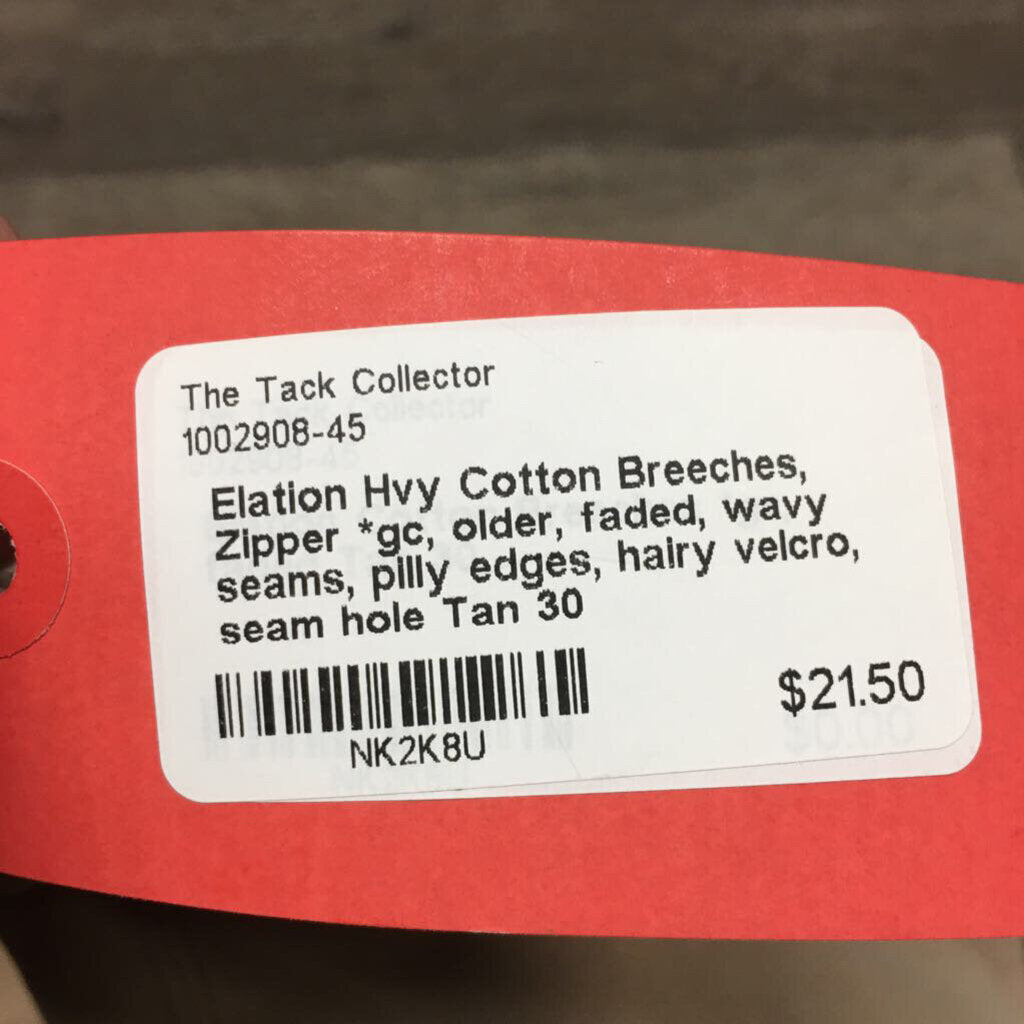 The Tack Collector
1002908-45
Elation Hvy Cotton Breeches,
Zipper *gc, older, faded, wavy
seams, pilly edges, hairy velcro,
seam hole Tan 30
NK2K8U
$21.50